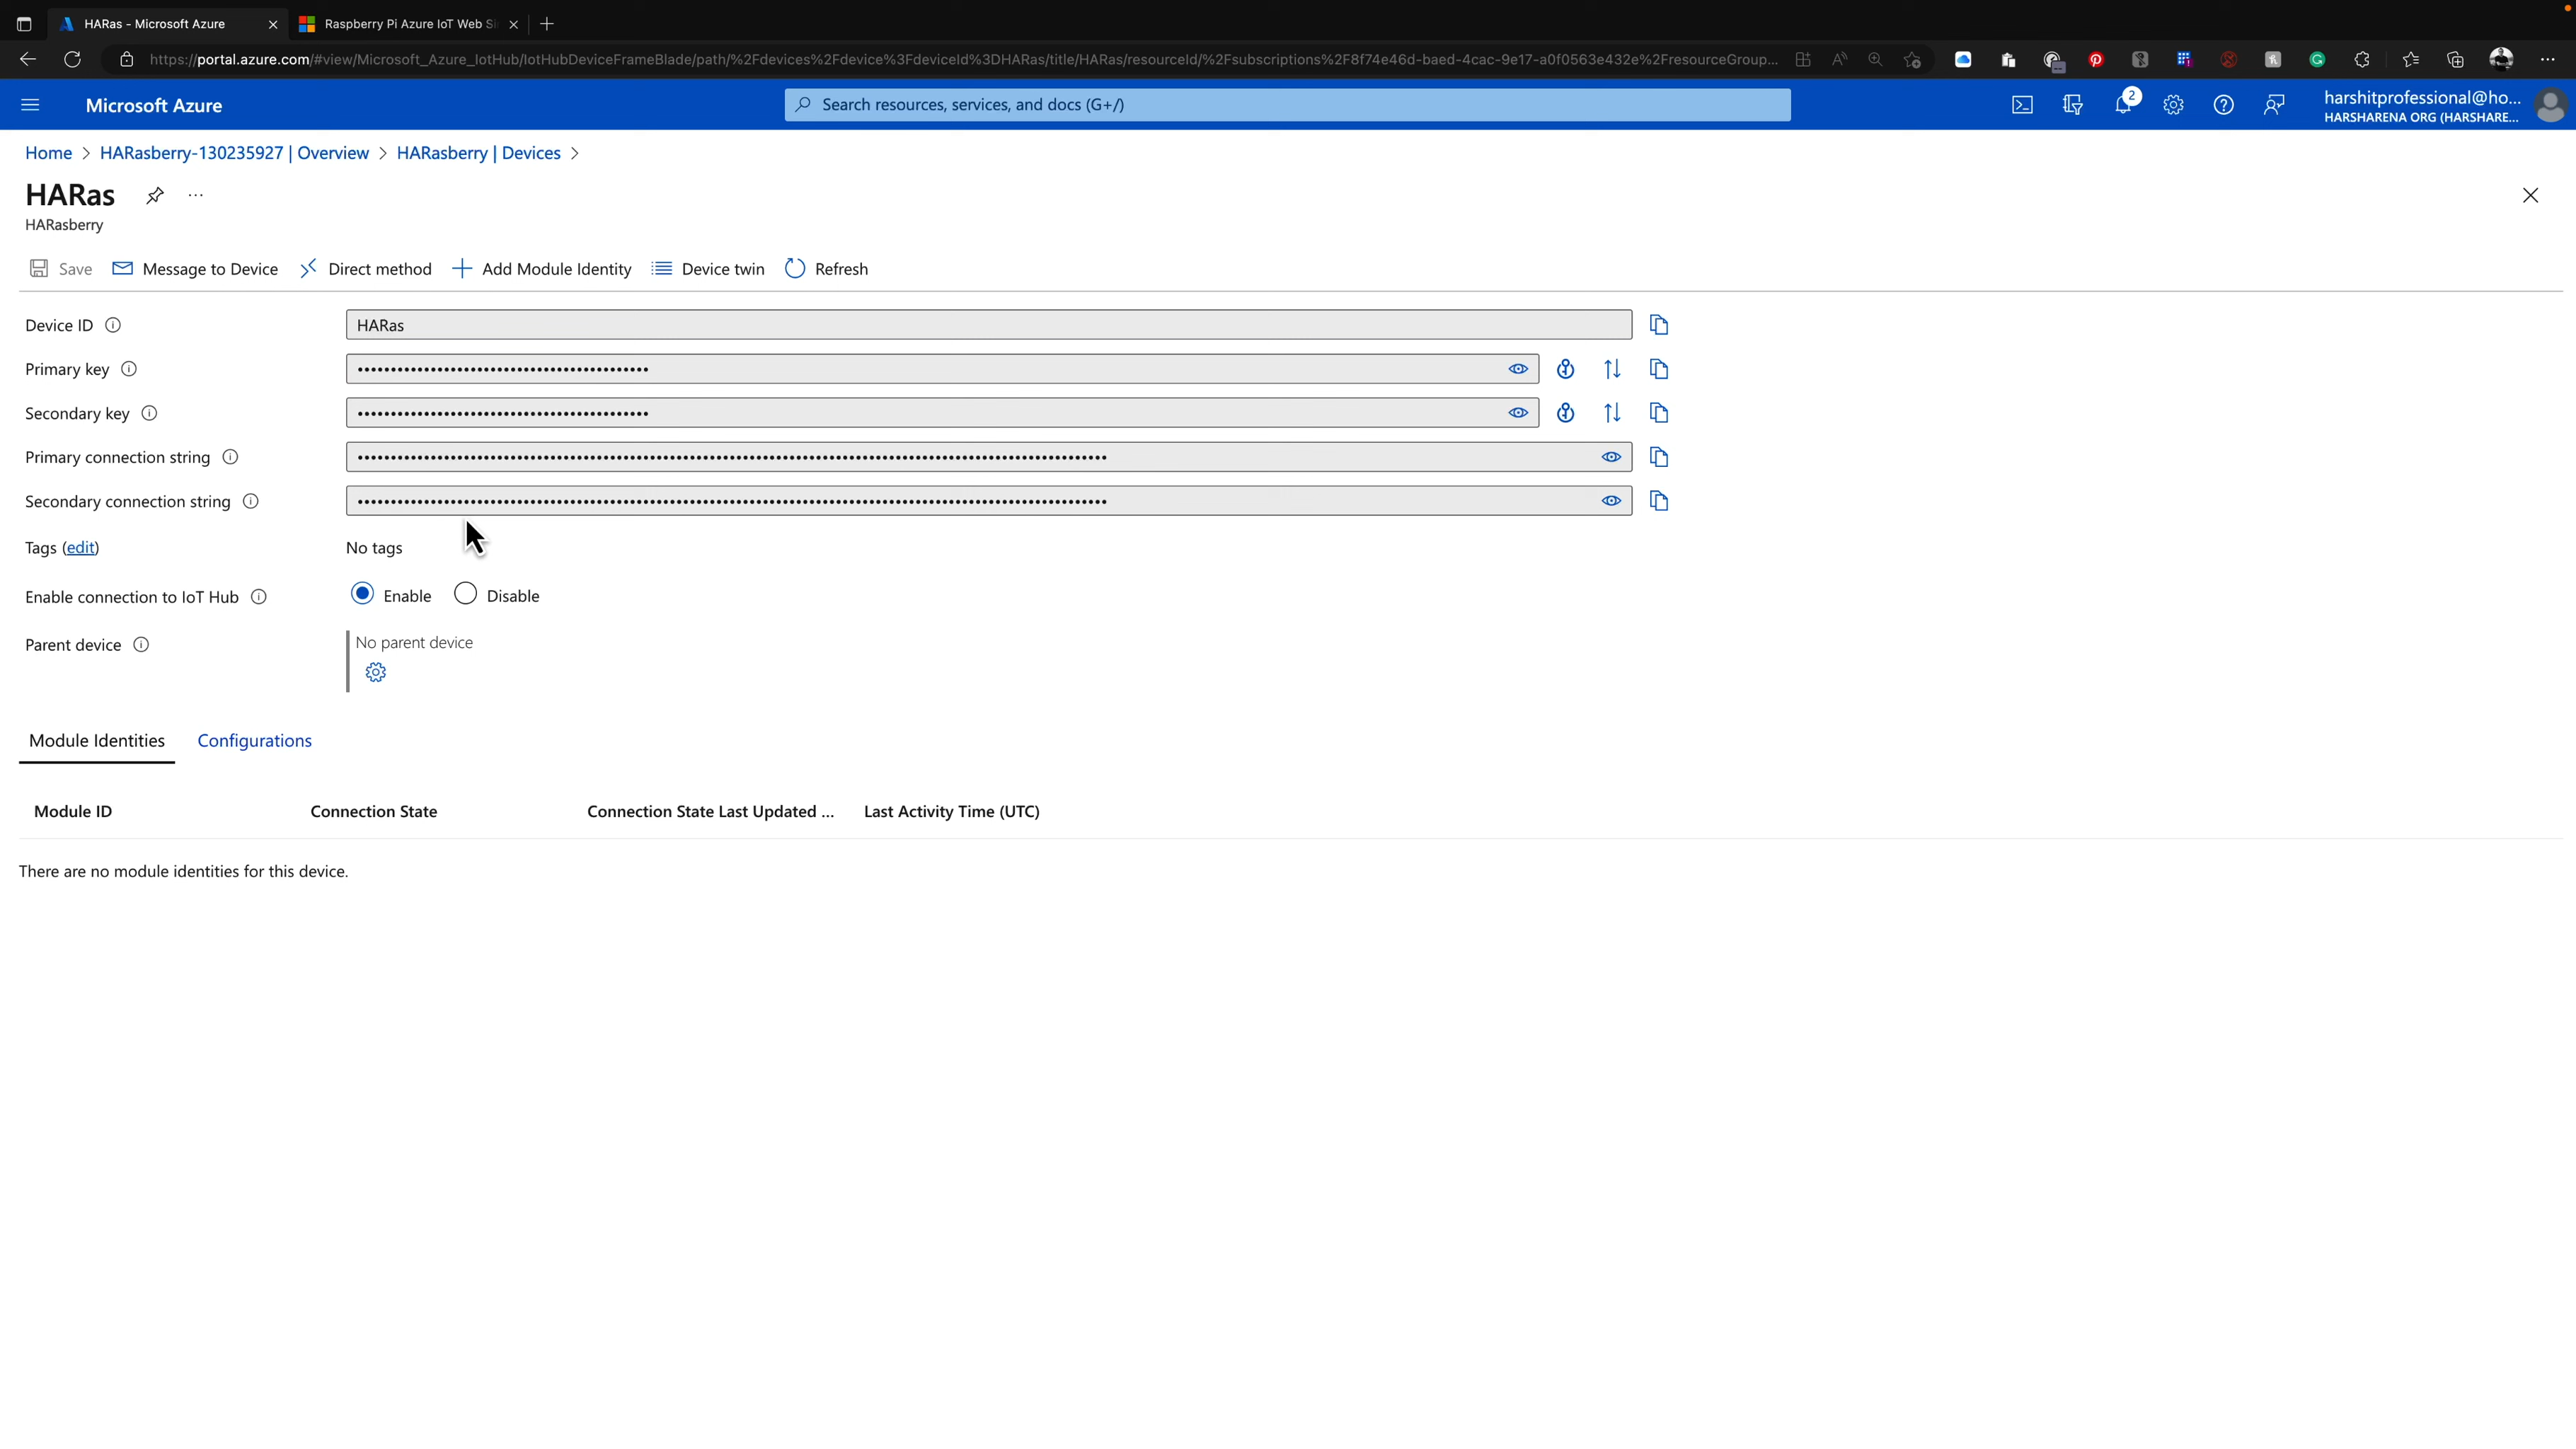 HARas - Microsoft Azure
Raspberry Pi Azure IoT Web Si
https://portal.azure.com/#view/Microsoft_Azure_IotHub/IotHubDeviceFrameBlade/path/%2Fdevices%2Fdevice%3FdeviceId%3DHARas/title/HARas/resourceId/%2Fsubscriptions%2F8f74e46d-baed-4cac-9e17-a0f0563e432e%2FresourceGroup...
Microsoft Azure
Search resources, services, and docs (G+/)
2
harshitprofessional@ho...
HARSHARENA ORG (HARSHARE...
Home > HARasberry-130235927 | Overview > HARasberry | Devices >
HARas ...
HARasberry
Save Message to Device Direct method Add Module Identity Device twin Refresh
Device ID HARas
Primary key
Secondary key
Primary connection string
Secondary connection string
Tags (edit) No tags
Enable connection to IoT Hub Enable Disable
Parent device No parent device
Module Identities Configurations
Module ID Connection State Connection State Last Updated ... Last Activity Time (UTC)
There are no module identities for this device.